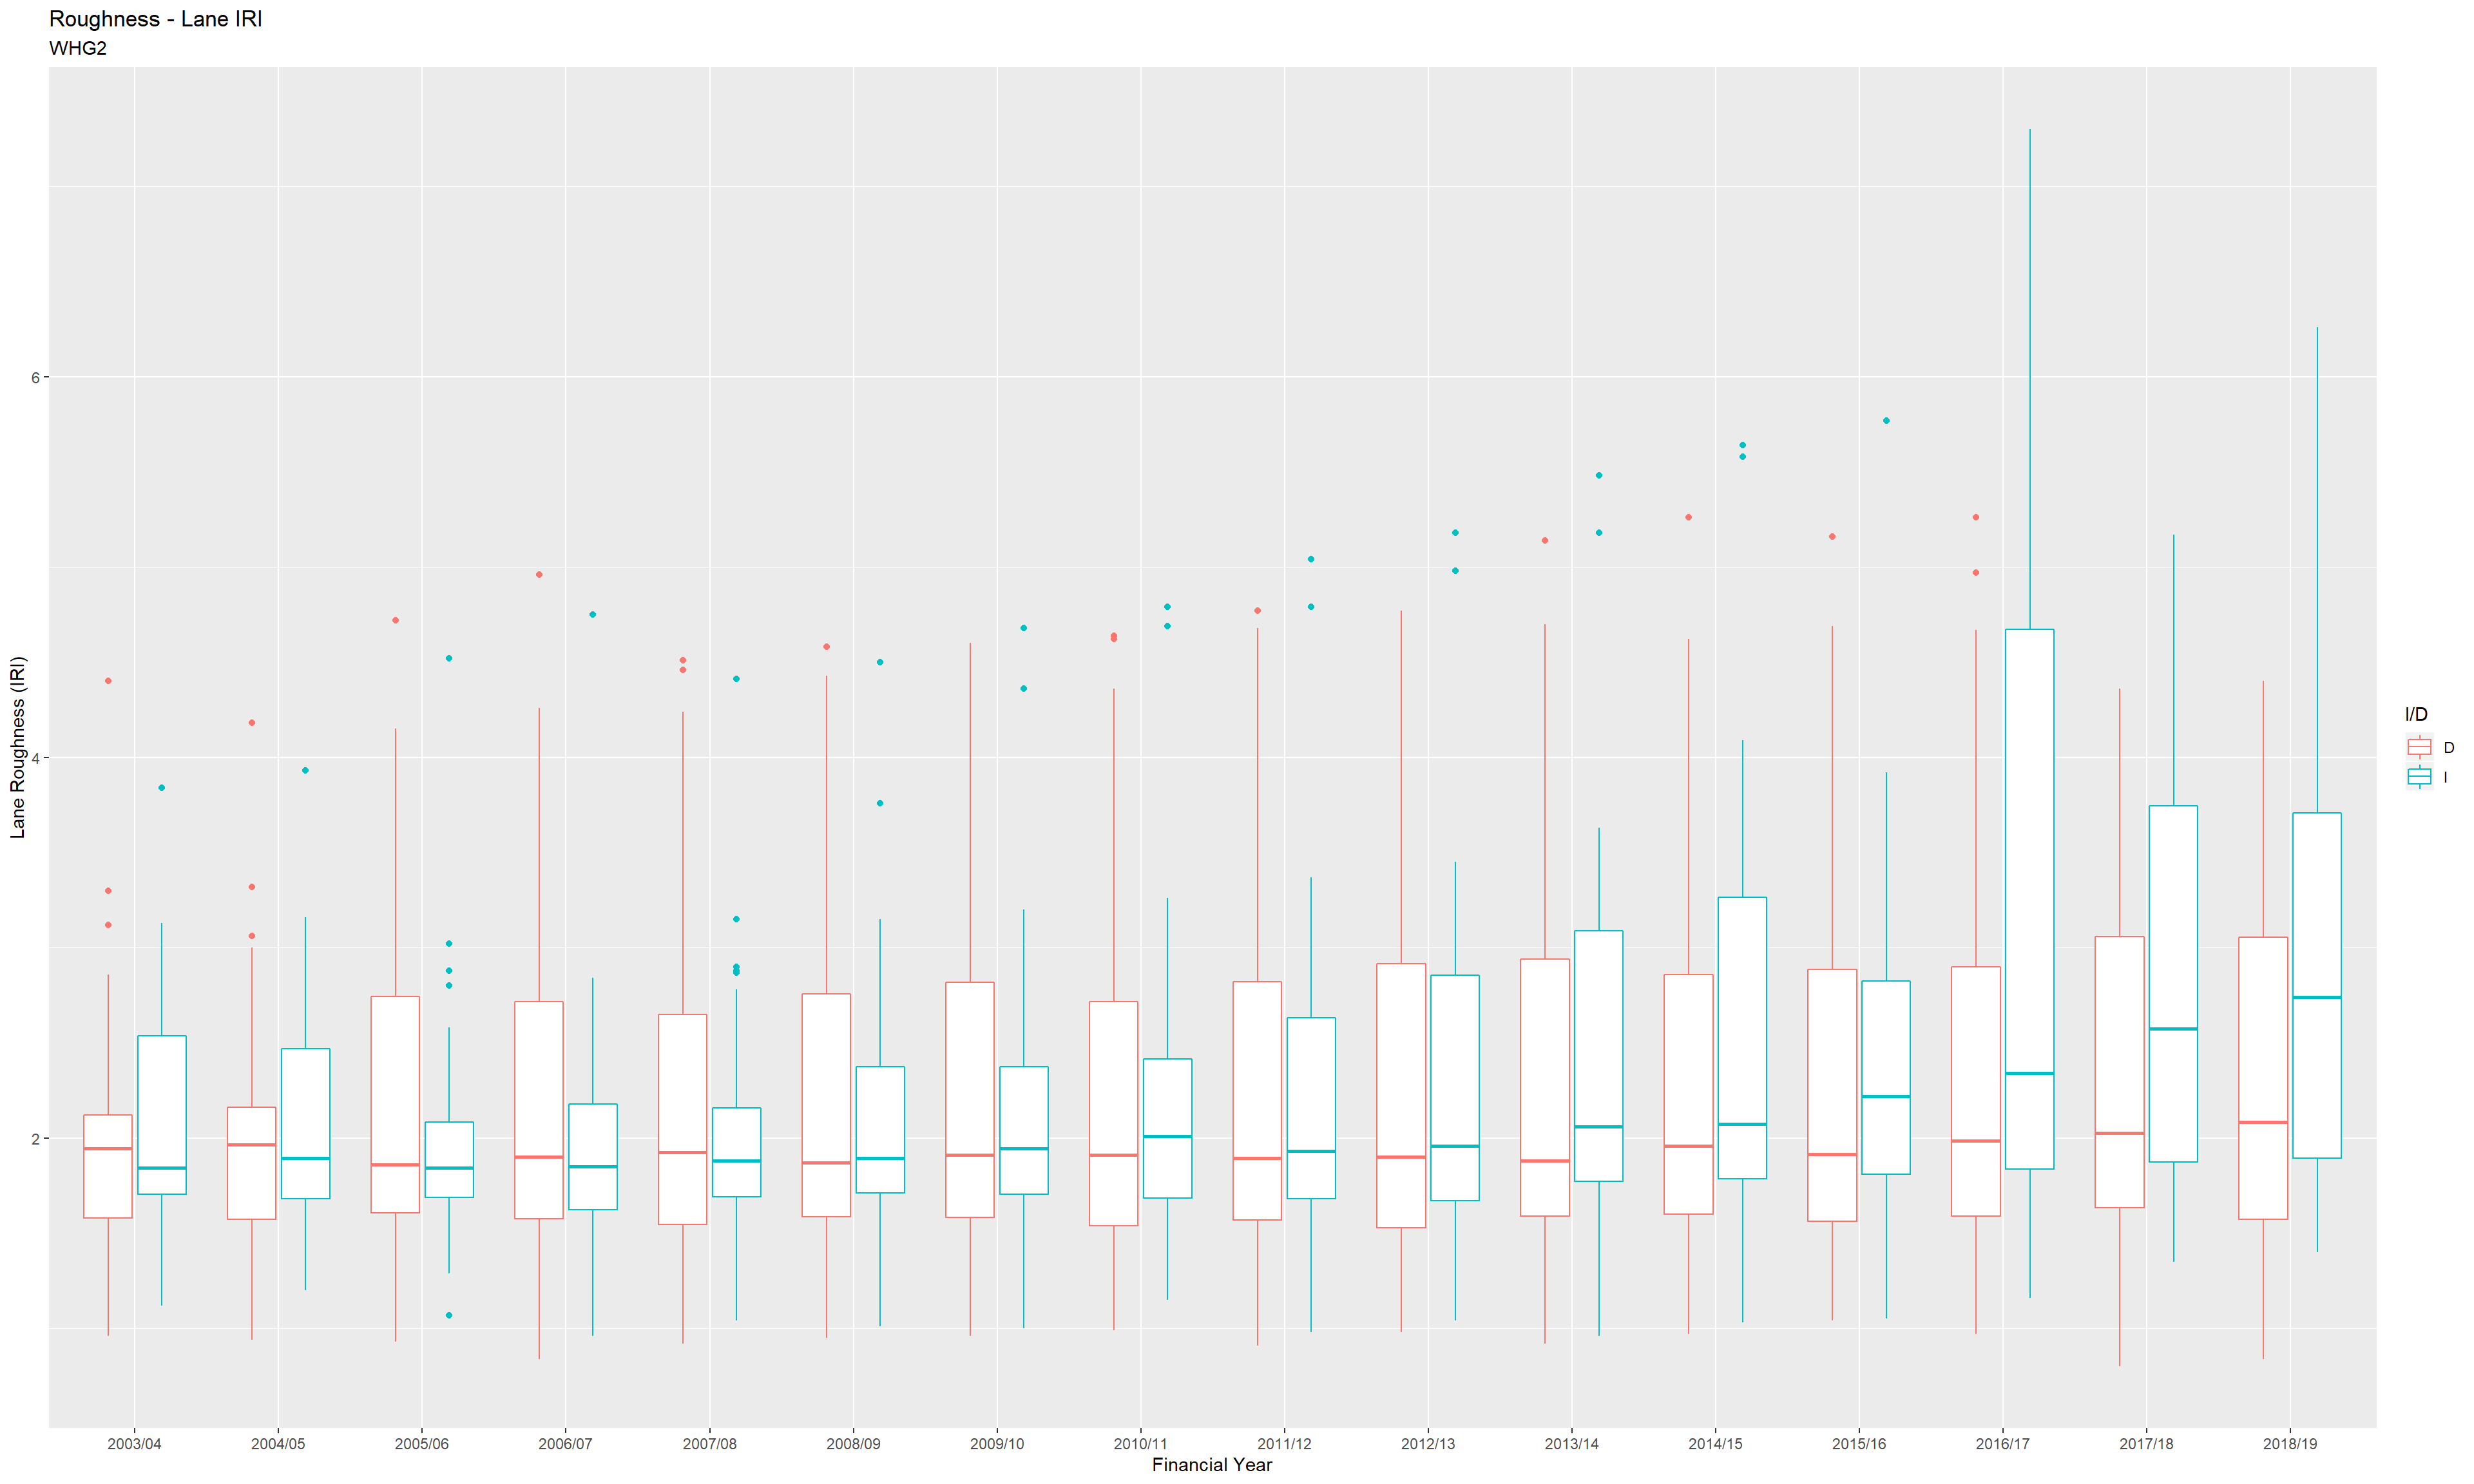 Roughness - Lane IRI
WHG2
Lane Roughness (IRI)
6
4
2
2003/04 2004/05 2005/06 2006/07 2007/08 2008/09 2009/10 2010/11 2011/12 2012/13 2013/14 2014/15 2015/16 2016/17 2017/18 2018/19
Financial Year
I/D
D
I